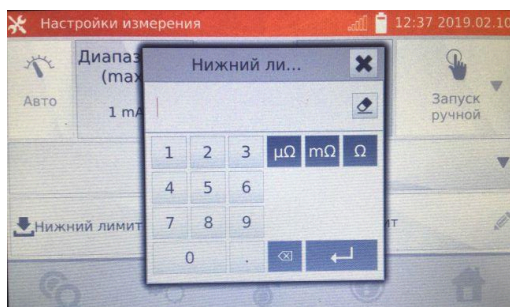 Настройки измерения 12:37 2019.02.10
Диапаз
(max
Авто
1 mA
Нижний ли...
Запуск
ручной
1 2 3 μΩ mΩ Ω
4 5 6
7 8 9
0 .
Нижний лимит
ит